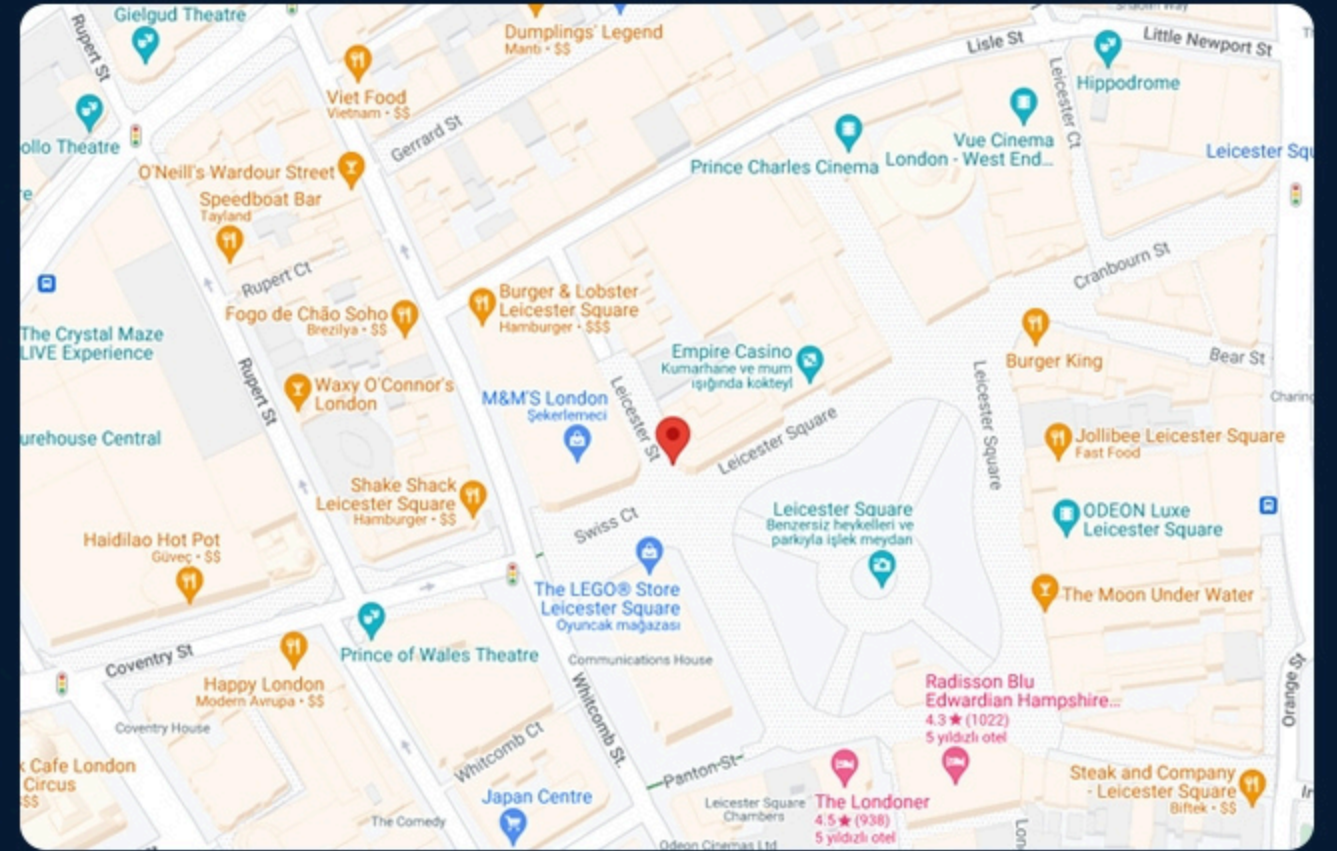 Gielgud Theatre
Rupert St
Dumplings' Legend
Mantı • $$
Lisle St
Little Newport St
Hippodrome
Leicester Ct
Viet Food
Vietnam • $$
Gerrard St
ollo Theatre
Vue Cinema
London - West End...
Prince Charles Cinema
Leicester Squ
O'Neill's Wardour Street
Speedboat Bar
Tayland
re
Rupert Ct
Cranbourn St
Burger & Lobster
Leicester Square
Hamburger • $$$
Fogo de Chão Soho
Brezilya • $$
The Crystal Maze
LIVE Experience
Empire Casino
Kumarhane ve mum
ışığında kokteyl
Burger King
Bear St
Rupert St
Waxy O'Connor's
London
M&M'S London
Şekerlemeci
Leicester St
Leicester Square
Leicester Square
Charing
urehouse Central
Jollibee Leicester Square
Fast Food
Shake Shack
Leicester Square
Hamburger • $$
Swiss Ct
Leicester Square
Benzersiz heykelleri ve
parkıyla işlek meydan
ODEON Luxe
Leicester Square
Haidilao Hot Pot
Güveç • $$
The LEGO® Store
Leicester Square
Oyuncak mağazası
The Moon Under Water
Coventry St
Prince of Wales Theatre
Communications House
Happy London
Modern Avrupa • $$
Whitcomb St.
Radisson Blu
Edwardian Hampshire...
4.3★ (1022)
5 yıldızlı otel
Orange St
Coventry House
Whitcomb Ct
Panton St
k Cafe London
Circus
$$
Japan Centre
Leicester Square
Chambers
The Londoner
4.5★ (938)
5 yıldızlı otel
Steak and Company
- Leicester Square
Biftek • $$
The Comedy
Odeon Cinemas Ltd